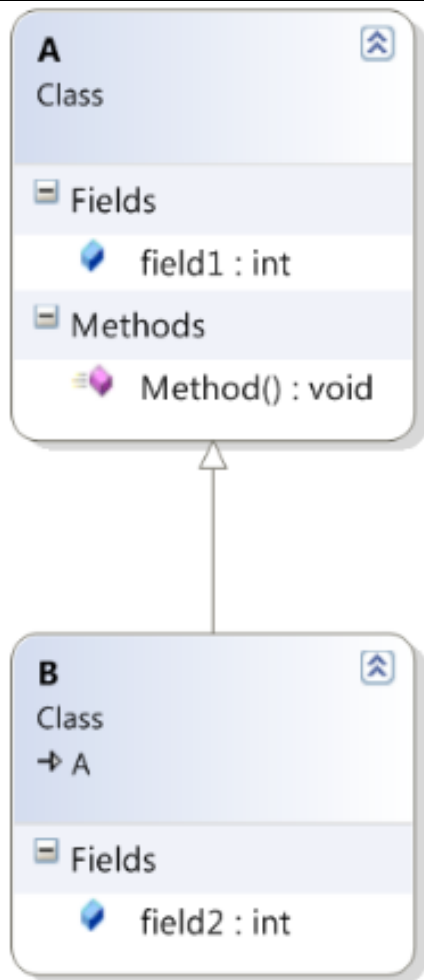 A
Class
Fields
field1 : int
Methods
Method() : void
B
Class
A
Fields
field2 : int